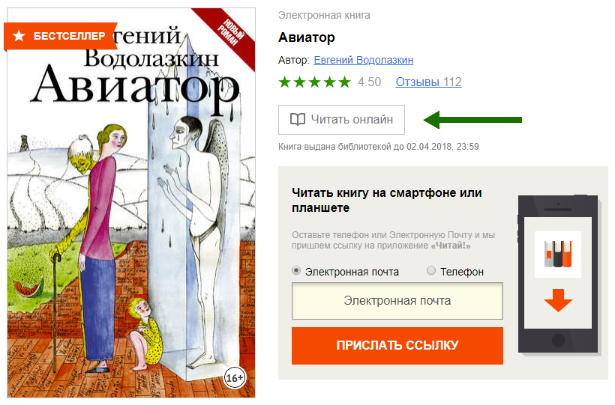 БЕСТСЕЛЛЕР
НОВЫЙ
РОМАН
Евгений
Водолазкин
Авиатор
16+
Электронная книга
Авиатор
Автор: Евгений Водолазкин
4.50 Отзывы 112
Читать онлайн
Книга выдана библиотекой до 02.04.2018, 23:59
Читать книгу на смартфоне или
планшете
Оставьте телефон или Электронную Почту и мы
пришлем ссылку на приложение «Читай!»
Электронная почта Телефон
Электронная почта
ПРИСЛАТЬ ССЫЛКУ